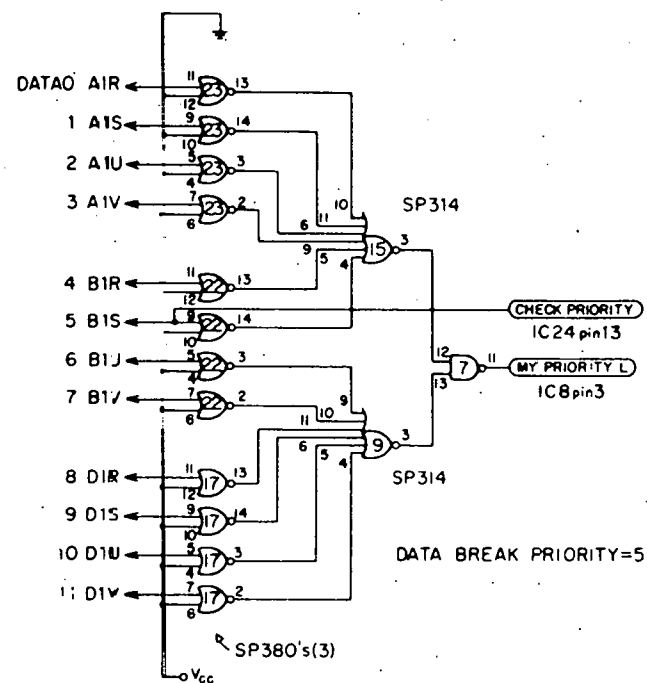 DATA0 A1R 11 12 23 13
1 A1S 9 10 23 14
2 A1U 5 4 23 3
3 A1V 7 6 23 2
10 SP314
6 11 15 3
9 5 4
4 B1R 11 12 22 13
5 B1S 9 10 22 14
CHECK PRIORITY
IC24 pin13
6 B1U 5 4 22 3
12 7 11 MY PRIORITY L
13 IC8 pin3
7 B1V 7 6 22 2
9 10 11 9 3
6 5 4
SP314
8 D1R 11 12 17 13
9 D1S 9 10 17 14
10 D1U 5 4 17 3
DATA BREAK PRIORITY=5
11 D1V 7 6 17 2
SP380's(3)
Vcc